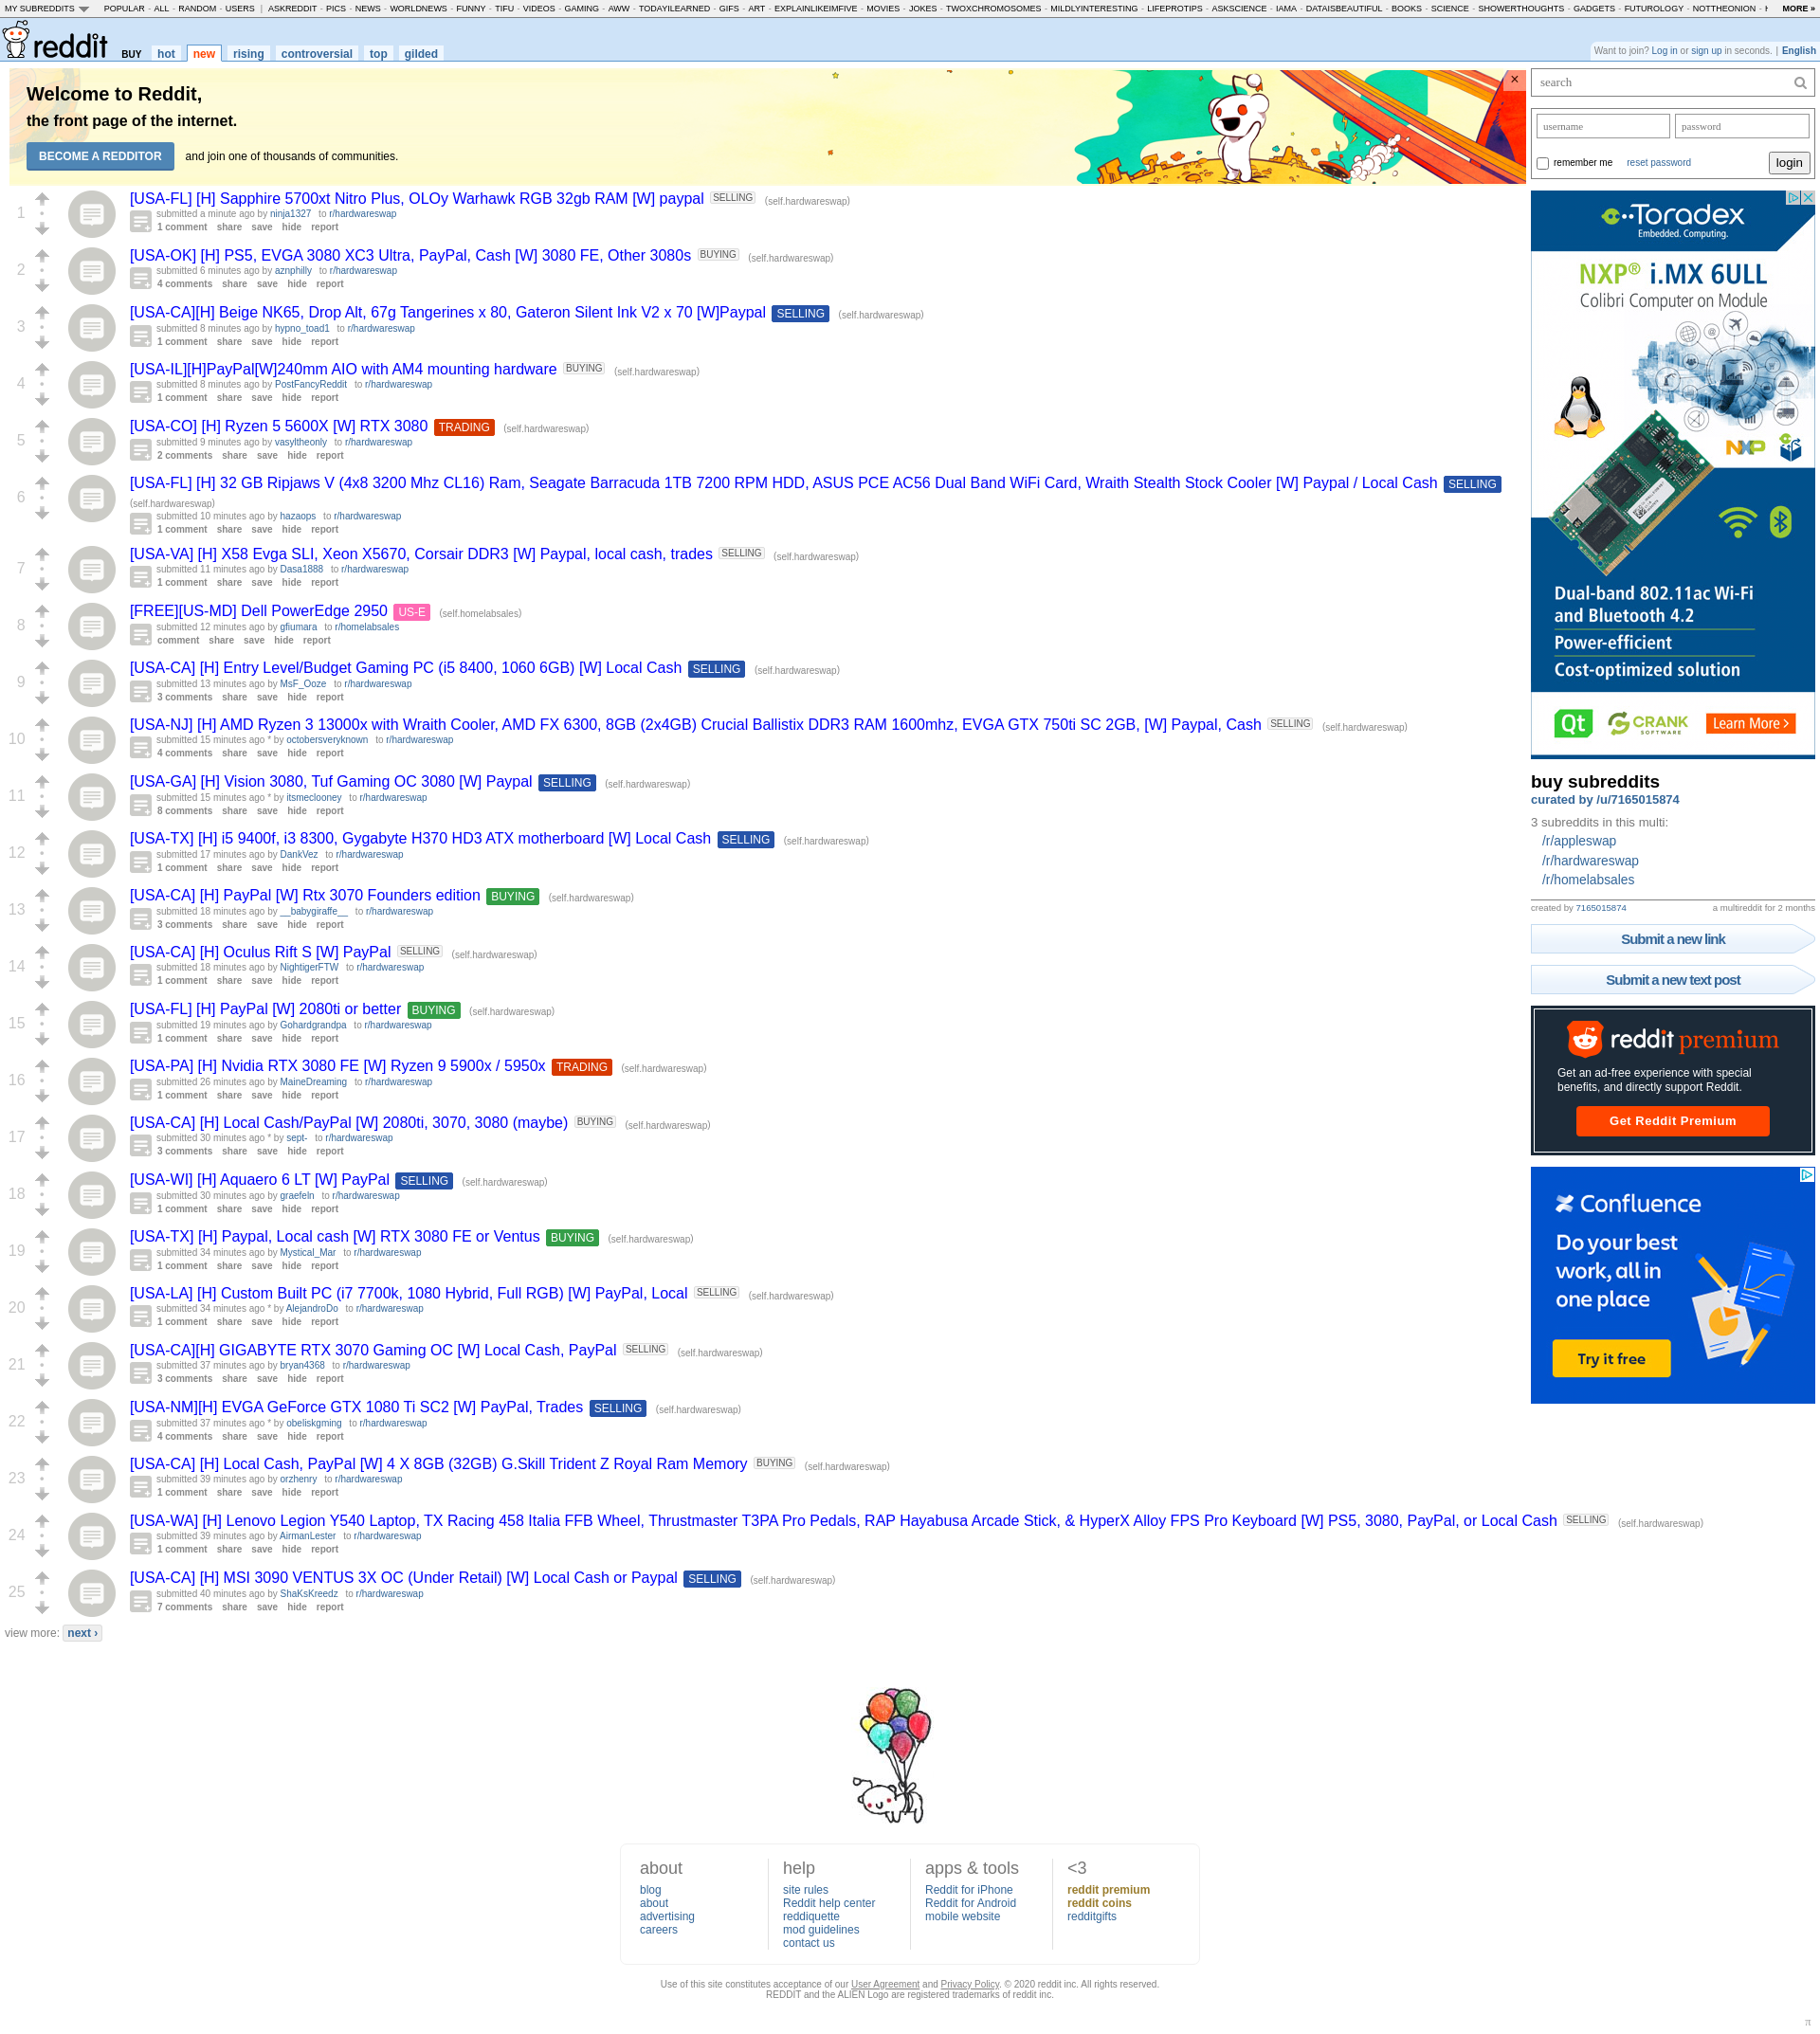 MY SUBREDDITS POPULAR - ALL - RANDOM - USERS | ASKREDDIT - PICS - NEWS - WORLDNEWS - FUNNY - TIFU - VIDEOS - GAMING - AWW - TODAYILEARNED - GIFS - ART - EXPLAINLIKEIMFIVE - MOVIES - JOKES - TWOXCHROMOSOMES - MILDLYINTERESTING - LIFEPROTIPS - ASKSCIENCE - IAMA - DATAISBEAUTIFUL - BOOKS - SCIENCE - SHOWERTHOUGHTS - GADGETS - FUTUROLOGY - NOTTHEONION - MORE »
reddit BUY hot new rising controversial top gilded
Want to join? Log in or sign up in seconds. | English
Welcome to Reddit,
the front page of the internet.
BECOME A REDDITOR and join one of thousands of communities.
×
1
[USA-FL] [H] Sapphire 5700xt Nitro Plus, OLOy Warhawk RGB 32gb RAM [W] paypal SELLING (self.hardwareswap)
submitted a minute ago by ninja1327 to r/hardwareswap
1 comment share save hide report
2
[USA-OK] [H] PS5, EVGA 3080 XC3 Ultra, PayPal, Cash [W] 3080 FE, Other 3080s BUYING (self.hardwareswap)
submitted 6 minutes ago by aznphilly to r/hardwareswap
4 comments share save hide report
3
[USA-CA][H] Beige NK65, Drop Alt, 67g Tangerines x 80, Gateron Silent Ink V2 x 70 [W]Paypal SELLING (self.hardwareswap)
submitted 8 minutes ago by hypno_toad1 to r/hardwareswap
1 comment share save hide report
4
[USA-IL][H]PayPal[W]240mm AIO with AM4 mounting hardware BUYING (self.hardwareswap)
submitted 8 minutes ago by PostFancyReddit to r/hardwareswap
1 comment share save hide report
5
[USA-CO] [H] Ryzen 5 5600X [W] RTX 3080 TRADING (self.hardwareswap)
submitted 9 minutes ago by vasyltheonly to r/hardwareswap
2 comments share save hide report
6
[USA-FL] [H] 32 GB Ripjaws V (4x8 3200 Mhz CL16) Ram, Seagate Barracuda 1TB 7200 RPM HDD, ASUS PCE AC56 Dual Band WiFi Card, Wraith Stealth Stock Cooler [W] Paypal / Local Cash SELLING
(self.hardwareswap)
submitted 10 minutes ago by hazaops to r/hardwareswap
1 comment share save hide report
7
[USA-VA] [H] X58 Evga SLI, Xeon X5670, Corsair DDR3 [W] Paypal, local cash, trades SELLING (self.hardwareswap)
submitted 11 minutes ago by Dasa1888 to r/hardwareswap
1 comment share save hide report
8
[FREE][US-MD] Dell PowerEdge 2950 US-E (self.homelabsales)
submitted 12 minutes ago by gfiumara to r/homelabsales
comment share save hide report
9
[USA-CA] [H] Entry Level/Budget Gaming PC (i5 8400, 1060 6GB) [W] Local Cash SELLING (self.hardwareswap)
submitted 13 minutes ago by MsF_Ooze to r/hardwareswap
3 comments share save hide report
10
[USA-NJ] [H] AMD Ryzen 3 13000x with Wraith Cooler, AMD FX 6300, 8GB (2x4GB) Crucial Ballistix DDR3 RAM 1600mhz, EVGA GTX 750ti SC 2GB, [W] Paypal, Cash SELLING (self.hardwareswap)
submitted 15 minutes ago * by octobersveryknown to r/hardwareswap
4 comments share save hide report
11
[USA-GA] [H] Vision 3080, Tuf Gaming OC 3080 [W] Paypal SELLING (self.hardwareswap)
submitted 15 minutes ago * by itsmeclooney to r/hardwareswap
8 comments share save hide report
12
[USA-TX] [H] i5 9400f, i3 8300, Gygabyte H370 HD3 ATX motherboard [W] Local Cash SELLING (self.hardwareswap)
submitted 17 minutes ago by DankVez to r/hardwareswap
1 comment share save hide report
13
[USA-CA] [H] PayPal [W] Rtx 3070 Founders edition BUYING (self.hardwareswap)
submitted 18 minutes ago by __babygiraffe__ to r/hardwareswap
3 comments share save hide report
14
[USA-CA] [H] Oculus Rift S [W] PayPal SELLING (self.hardwareswap)
submitted 18 minutes ago by NightigerFTW to r/hardwareswap
1 comment share save hide report
15
[USA-FL] [H] PayPal [W] 2080ti or better BUYING (self.hardwareswap)
submitted 19 minutes ago by Gohardgrandpa to r/hardwareswap
1 comment share save hide report
16
[USA-PA] [H] Nvidia RTX 3080 FE [W] Ryzen 9 5900x / 5950x TRADING (self.hardwareswap)
submitted 26 minutes ago by MaineDreaming to r/hardwareswap
1 comment share save hide report
17
[USA-CA] [H] Local Cash/PayPal [W] 2080ti, 3070, 3080 (maybe) BUYING (self.hardwareswap)
submitted 30 minutes ago * by sept- to r/hardwareswap
3 comments share save hide report
18
[USA-WI] [H] Aquaero 6 LT [W] PayPal SELLING (self.hardwareswap)
submitted 30 minutes ago by graefeln to r/hardwareswap
1 comment share save hide report
19
[USA-TX] [H] Paypal, Local cash [W] RTX 3080 FE or Ventus BUYING (self.hardwareswap)
submitted 34 minutes ago by Mystical_Mar to r/hardwareswap
1 comment share save hide report
20
[USA-LA] [H] Custom Built PC (i7 7700k, 1080 Hybrid, Full RGB) [W] PayPal, Local SELLING (self.hardwareswap)
submitted 34 minutes ago * by AlejandroDo to r/hardwareswap
1 comment share save hide report
21
[USA-CA][H] GIGABYTE RTX 3070 Gaming OC [W] Local Cash, PayPal SELLING (self.hardwareswap)
submitted 37 minutes ago by bryan4368 to r/hardwareswap
3 comments share save hide report
22
[USA-NM][H] EVGA GeForce GTX 1080 Ti SC2 [W] PayPal, Trades SELLING (self.hardwareswap)
submitted 37 minutes ago * by obeliskgming to r/hardwareswap
4 comments share save hide report
23
[USA-CA] [H] Local Cash, PayPal [W] 4 X 8GB (32GB) G.Skill Trident Z Royal Ram Memory BUYING (self.hardwareswap)
submitted 39 minutes ago by orzhenry to r/hardwareswap
1 comment share save hide report
24
[USA-WA] [H] Lenovo Legion Y540 Laptop, TX Racing 458 Italia FFB Wheel, Thrustmaster T3PA Pro Pedals, RAP Hayabusa Arcade Stick, & HyperX Alloy FPS Pro Keyboard [W] PS5, 3080, PayPal, or Local Cash SELLING (self.hardwareswap)
submitted 39 minutes ago by AirmanLester to r/hardwareswap
1 comment share save hide report
25
[USA-CA] [H] MSI 3090 VENTUS 3X OC (Under Retail) [W] Local Cash or Paypal SELLING (self.hardwareswap)
submitted 40 minutes ago by ShaKsKreedz to r/hardwareswap
7 comments share save hide report
view more: next ›
search
username password
remember me reset password login
Toradex
Embedded. Computing.
NXP® i.MX 6ULL
Colibri Computer on Module
NXP
Dual-band 802.11ac Wi-Fi
and Bluetooth 4.2
Power-efficient
Cost-optimized solution
Qt CRANK SOFTWARE Learn More >
buy subreddits
curated by /u/7165015874
3 subreddits in this multi:
/r/appleswap
/r/hardwareswap
/r/homelabsales
created by 7165015874 a multireddit for 2 months
Submit a new link
Submit a new text post
reddit premium
Get an ad-free experience with special
benefits, and directly support Reddit.
Get Reddit Premium
Confluence
Do your best
work, all in
one place
Try it free
about
blog
about
advertising
careers
help
site rules
Reddit help center
reddiquette
mod guidelines
contact us
apps & tools
Reddit for iPhone
Reddit for Android
mobile website
<3
reddit premium
reddit coins
redditgifts
Use of this site constitutes acceptance of our User Agreement and Privacy Policy. © 2020 reddit inc. All rights reserved.
REDDIT and the ALIEN Logo are registered trademarks of reddit inc.
π